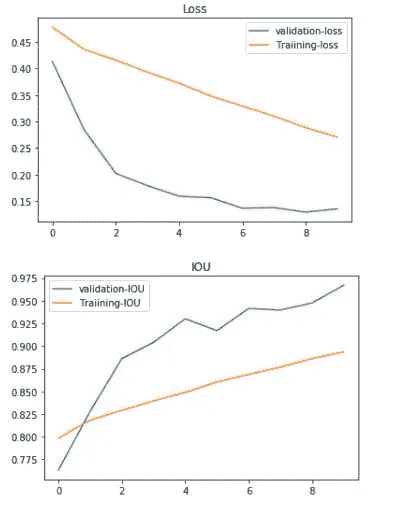 Loss
validation-loss
Traiining-loss
0.45
0.40
0.35
0.30
0.25
0.20
0.15
0 2 4 6 8
IOU
validation-IOU
Traiining-IOU
0.975
0.950
0.925
0.900
0.875
0.850
0.825
0.800
0.775
0 2 4 6 8